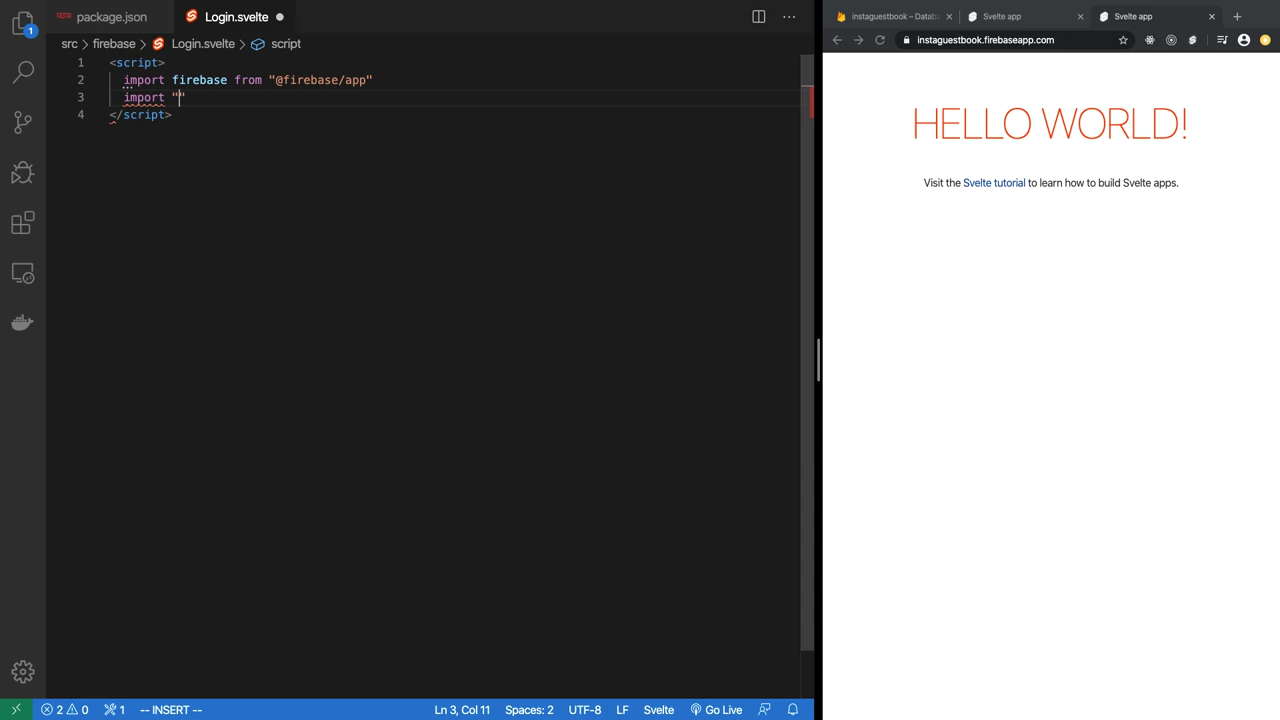 package.json
Login.svelte
src > firebase > Login.svelte > script
1 <script>
2 import firebase from "@firebase/app"
3 import ""
4 </script>
1
2 0
1
-- INSERT --
Ln 3, Col 11
Spaces: 2
UTF-8
LF
Svelte
Go Live
instaguestbook – Datab
Svelte app
Svelte app
instaguestbook.firebaseapp.com
HELLO WORLD!
Visit the Svelte tutorial to learn how to build Svelte apps.